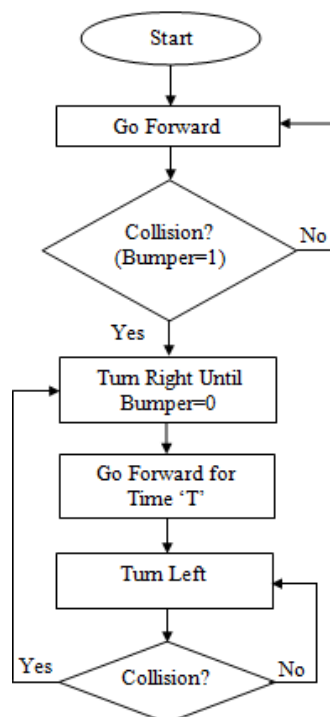 Start
Go Forward
Collision?
(Bumper=1)
No
Yes
Turn Right Until
Bumper=0
Go Forward for
Time ‘T’
Turn Left
Yes
Collision?
No